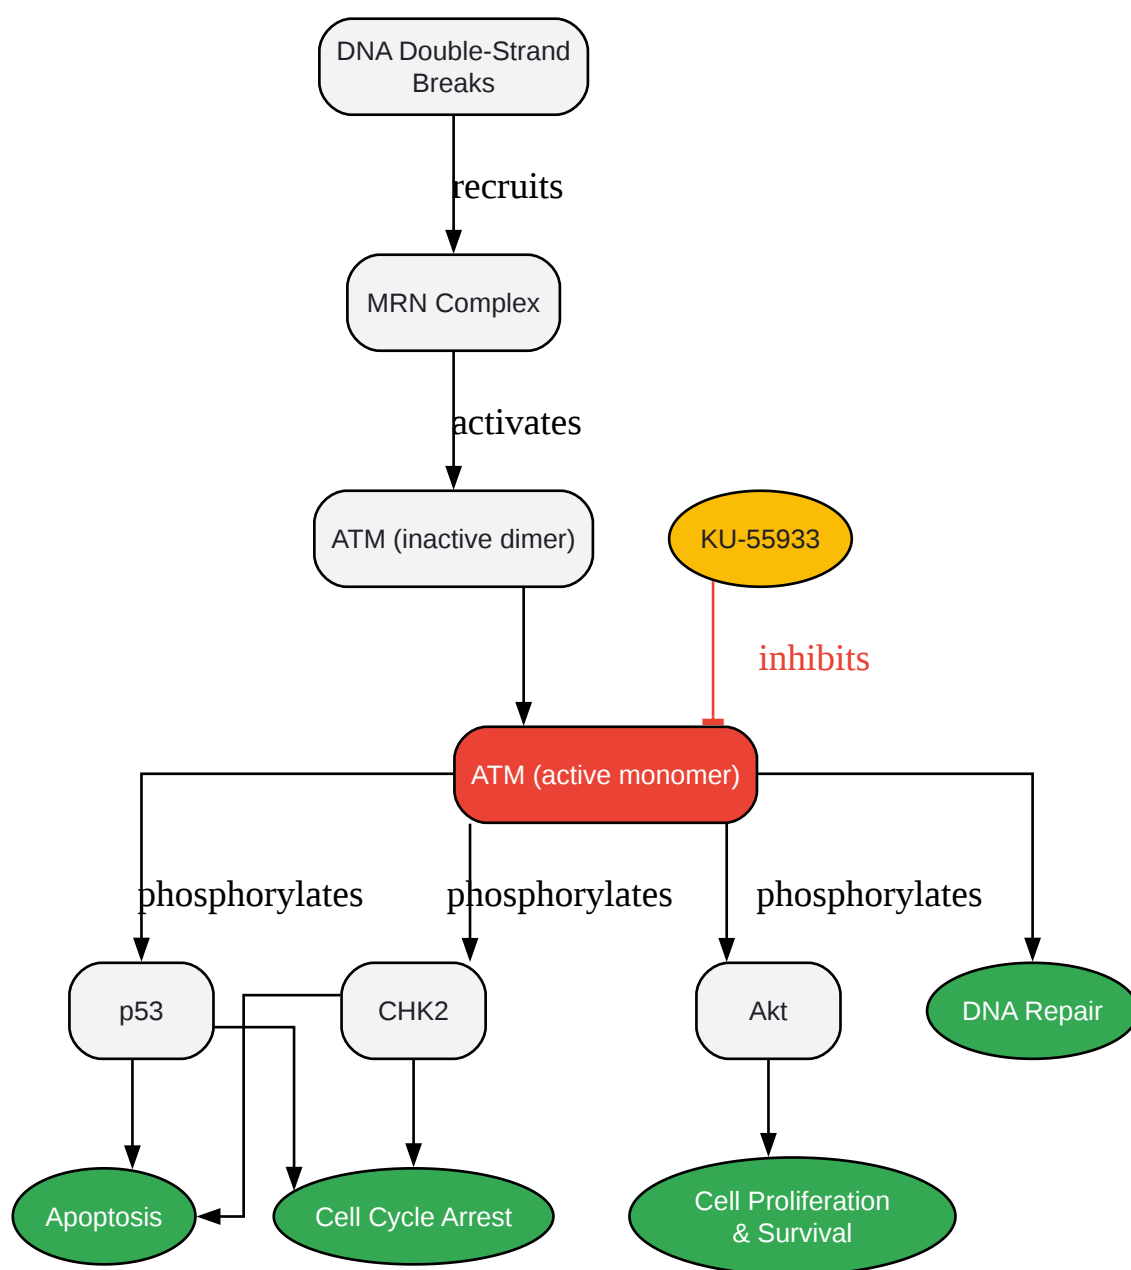 DNA Double-Strand
Breaks
recruits
MRN Complex
activates
ATM (inactive dimer)
KU-55933
inhibits
ATM (active monomer)
phosphorylates
phosphorylates
phosphorylates
p53
CHK2
Akt
DNA Repair
Apoptosis
Cell Cycle Arrest
Cell Proliferation
& Survival